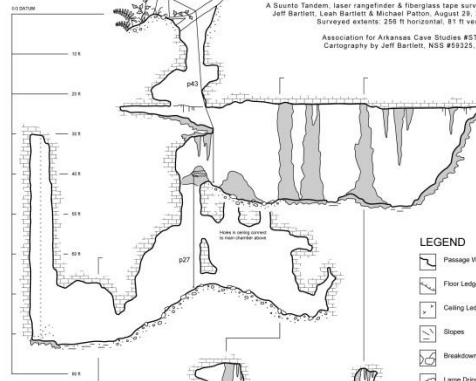 A Suunto Tandem, laser rangefinder & fiberglass tape surv
Jeff Bartlett, Leah Bartlett & Michael Patton, August 29,
Surveyed extents: 256 ft horizontal, 81 ft ver
Association for Arkansas Cave Studies #ST
Cartography by Jeff Bartlett, NSS #59325,
0.0 DATUM
10 ft
20 ft
30 ft
40 ft
50 ft
60 ft
80 ft
p43
p27
Holes in ceiling connect
to main chamber above
LEGEND
Passage W
Floor Ledg
Ceiling Led
Slopes
Breakdown
Large Drip